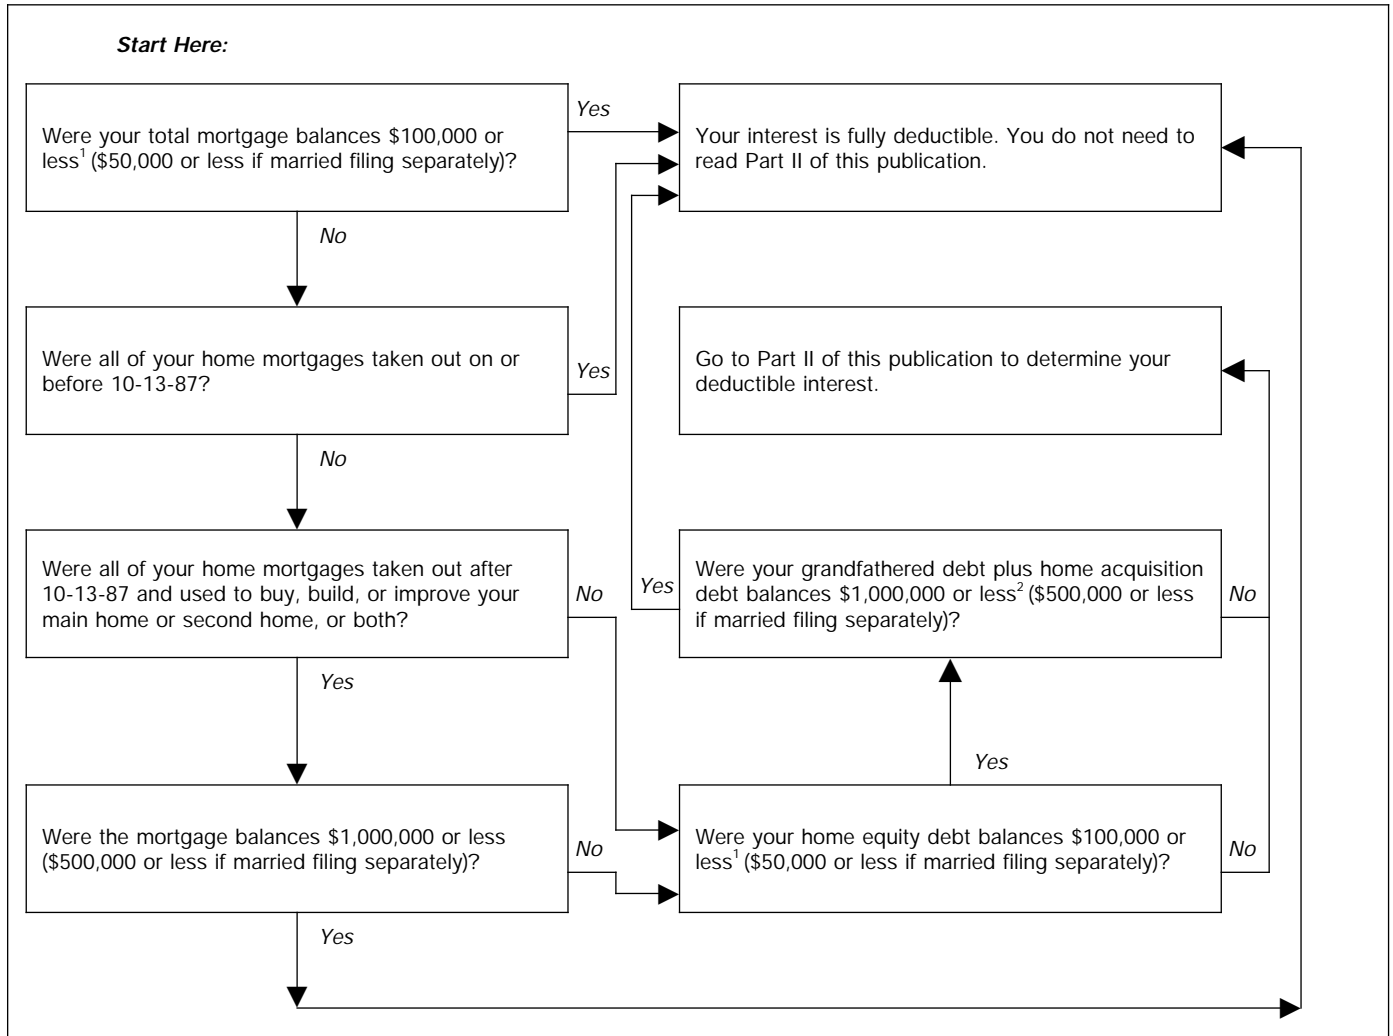 Start Here:
Were your total mortgage balances $100,000 or
less1 ($50,000 or less if married filing separately)?
Yes
Your interest is fully deductible. You do not need to
read Part II of this publication.
No
Were all of your home mortgages taken out on or
before 10-13-87?
Yes
Go to Part II of this publication to determine your
deductible interest.
No
Were all of your home mortgages taken out after
10-13-87 and used to buy, build, or improve your
main home or second home, or both?
No
Yes
Were your grandfathered debt plus home acquisition
debt balances $1,000,000 or less2 ($500,000 or less
if married filing separately)?
No
Yes
Yes
Were the mortgage balances $1,000,000 or less
($500,000 or less if married filing separately)?
No
Were your home equity debt balances $100,000 or
less1 ($50,000 or less if married filing separately)?
No
Yes